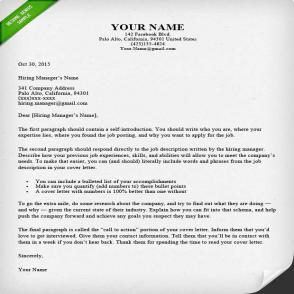 RESUME GENIUS
SAMPLE
YOUR NAME
142 Facebook Blvd.
Palo Alto, California, XXXXX
(XXX)-XXX-XXXX
your.email@email.com
Oct 30, 2015
Hiring Manager's Name
341 Company Address
Palo Alto, California, XXXXX
(xxx)xxx-xxxx
hiring.manager@gmail.com
Dear [Hiring Manager's Name],
The first paragraph should contain a self-introduction. You should write who you are, where your
expertise lies, where you found the job posting, and why you want to apply for the job.
The second paragraph should respond directly to the job description written by the hiring manager.
Describe how your previous job experiences, skills, and abilities will allow you to meet the company's
needs. To make that easier, you can (and should) literally include words and phrases from the job
description in your cover letter.
• You can include a bulleted list of your accomplishments
• Make sure you quantify (add numbers) to these bullet points
• A cover letter with numbers is 100% better than one without
To go the extra mile, do some research about the company, and try to find out what they are doing —
and why — given the current state of their industry. Explain how you can fit into that schema, and help
push the company forward and achieve any goals you suspect they may have.
The final paragraph is called the "call to action" portion of your cover letter. Inform them that you'd
love to get interviewed. Give them your contact information. Tell them that you'll be in contact with
them in a week if you don't hear back. Thank them for spending the time to read your cover letter.
Sincerely,
Your Name